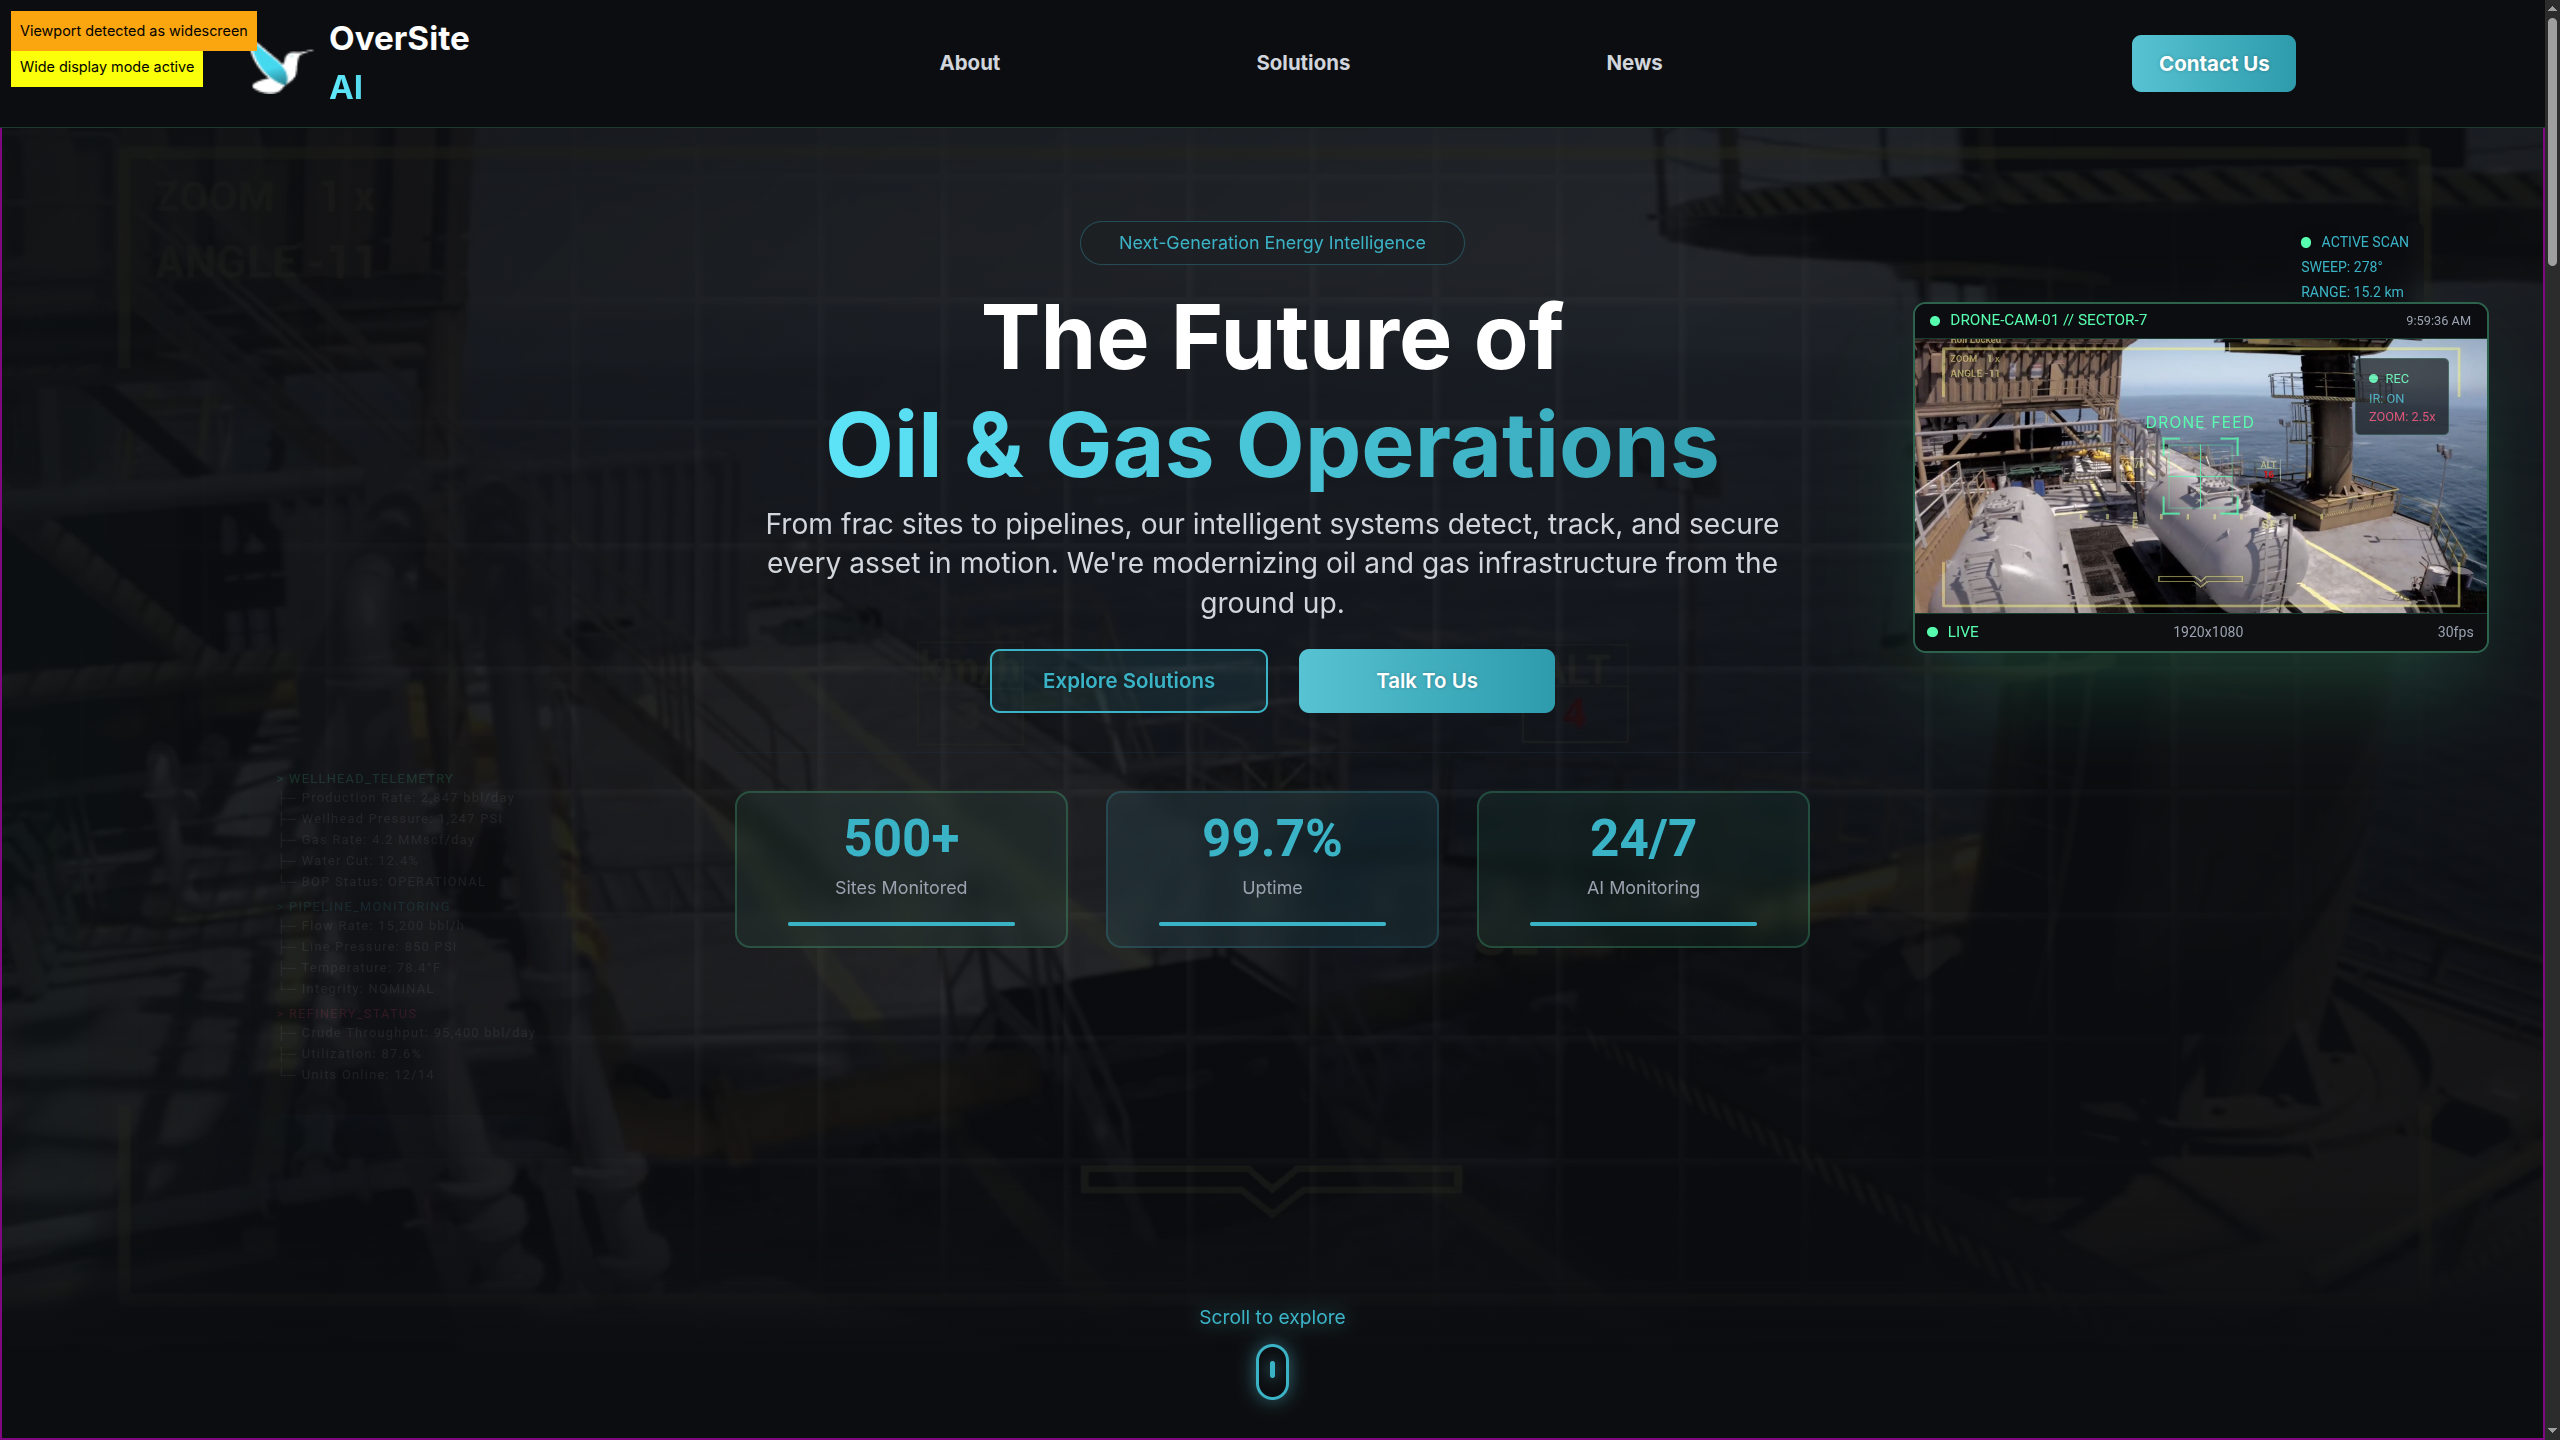 Viewport detected as widescreen
Wide display mode active
OverSite
AI
About
Solutions
News
Contact Us
ZOOM 1 x
ANGLE -11
Next-Generation Energy Intelligence
The Future of
Oil & Gas Operations
From frac sites to pipelines, our intelligent systems detect, track, and secure
every asset in motion. We're modernizing oil and gas infrastructure from the
ground up.
Explore Solutions
Talk To Us
km/h
ALT
4
ACTIVE SCAN
SWEEP: 278°
RANGE: 15.2 km
DRONE-CAM-01 // SECTOR-7
9:59:36 AM
Roll Locked
ZOOM 1 x
ANGLE -11
REC
IR: ON
ZOOM: 2.5x
DRONE FEED
ALT
LIVE
1920x1080
30fps
> WELLHEAD_TELEMETRY
├─ Production Rate: 2,847 bbl/day
├─ Wellhead Pressure: 1,247 PSI
├─ Gas Rate: 4.2 MMscf/day
├─ Water Cut: 12.4%
└─ BOP Status: OPERATIONAL
> PIPELINE_MONITORING
├─ Flow Rate: 15,200 bbl/h
├─ Line Pressure: 850 PSI
├─ Temperature: 78.4°F
└─ Integrity: NOMINAL
> REFINERY_STATUS
├─ Crude Throughput: 95,400 bbl/day
├─ Utilization: 87.6%
└─ Units Online: 12/14
500+
Sites Monitored
99.7%
Uptime
24/7
AI Monitoring
Scroll to explore